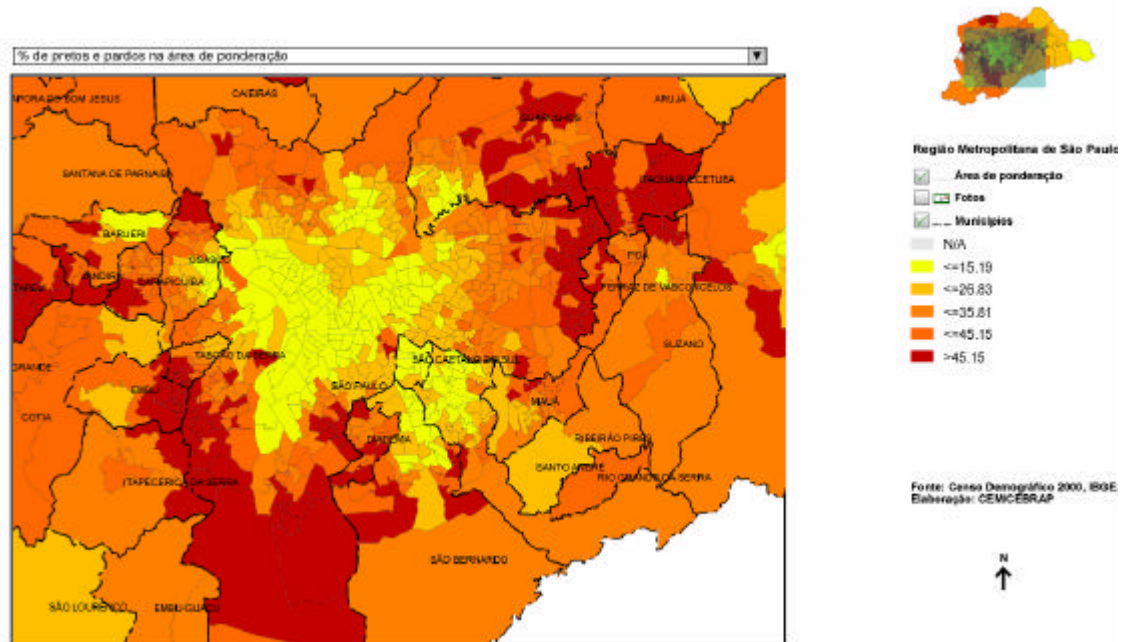 % de pretos e pardos na área de ponderação
CAIEIRAS
ARUJÁ
GUARULHOS
SANTANA DE PARNAIBA
ITAQUAQUECETUBA
BARUERI
OSASCO
POÁ
JANDIRA
CARAPICUIBA
FERRAZ DE VASCONCELOS
SUZANO
TABOÃO DA SERRA
SÃO CAETANO DO SUL
GRANDE
SÃO PAULO
EMBU
MAUÁ
COTIA
DIADEMA
RIBEIRÃO PIRES
SANTO ANDRÉ
ITAPECERICA DA SERRA
RIO GRANDE DA SERRA
SÃO BERNARDO
SÃO LOURENÇO
EMBU-GUAÇU
Região Metropolitana de São Paulo
Área de ponderação
Fotos
Municípios
N/A
<=15.19
<=26.83
<=35.81
<=45.15
>45.15
Fonte: Censo Demográfico 2000, IBGE.
Elaboração: CEM/CEBRAP
N